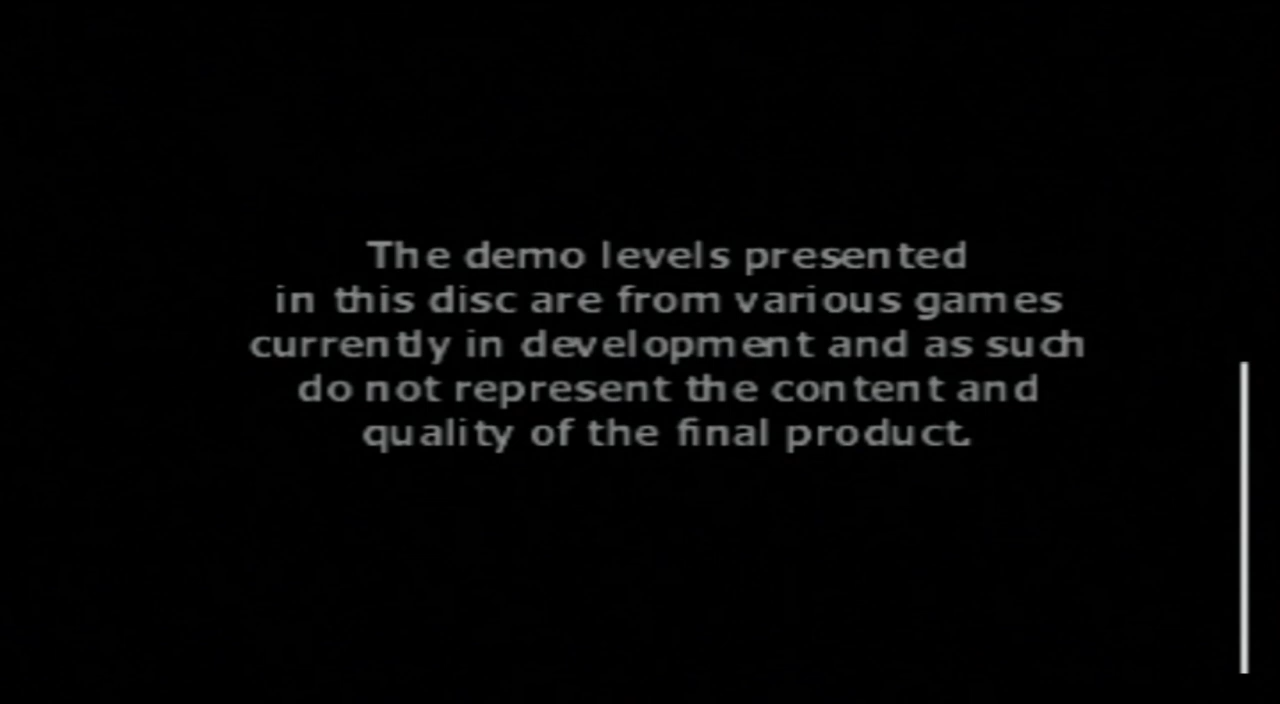 The demo levels presented
in this disc are from various games
currently in development and as such
do not represent the content and
quality of the final product.